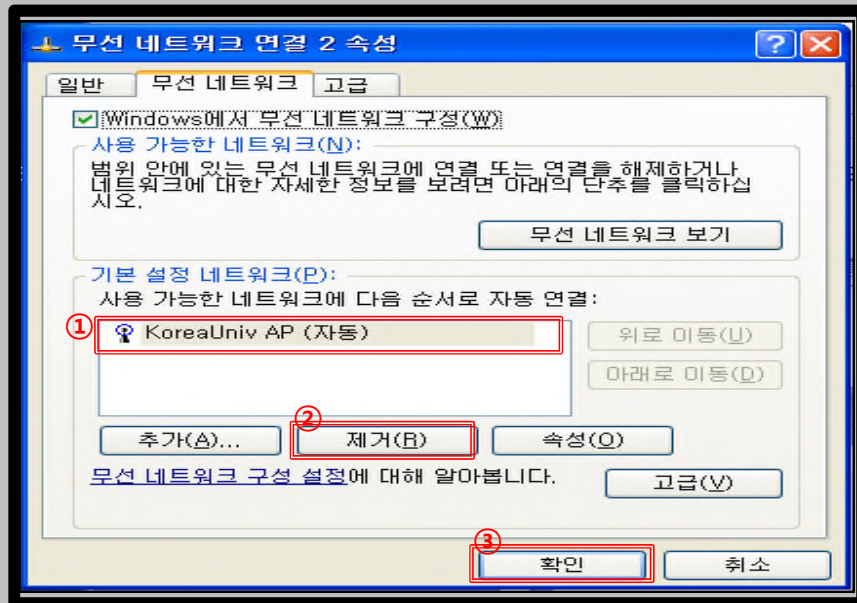 무선 네트워크 연결 2 속성
일반 무선 네트워크 고급
Windows에서 무선 네트워크 구성(W)
사용 가능한 네트워크(N):
범위 안에 있는 무선 네트워크에 연결 또는 연결을 해제하거나
네트워크에 대한 자세한 정보를 보려면 아래의 단추를 클릭하십
시오.
무선 네트워크 보기
기본 설정 네트워크(P):
사용 가능한 네트워크에 다음 순서로 자동 연결:
① KoreaUniv AP (자동)
위로 이동(U)
아래로 이동(D)
②
추가(A)... 제거(R) 속성(O)
무선 네트워크 구성 설정에 대해 알아봅니다.
고급(V)
③
확인 취소